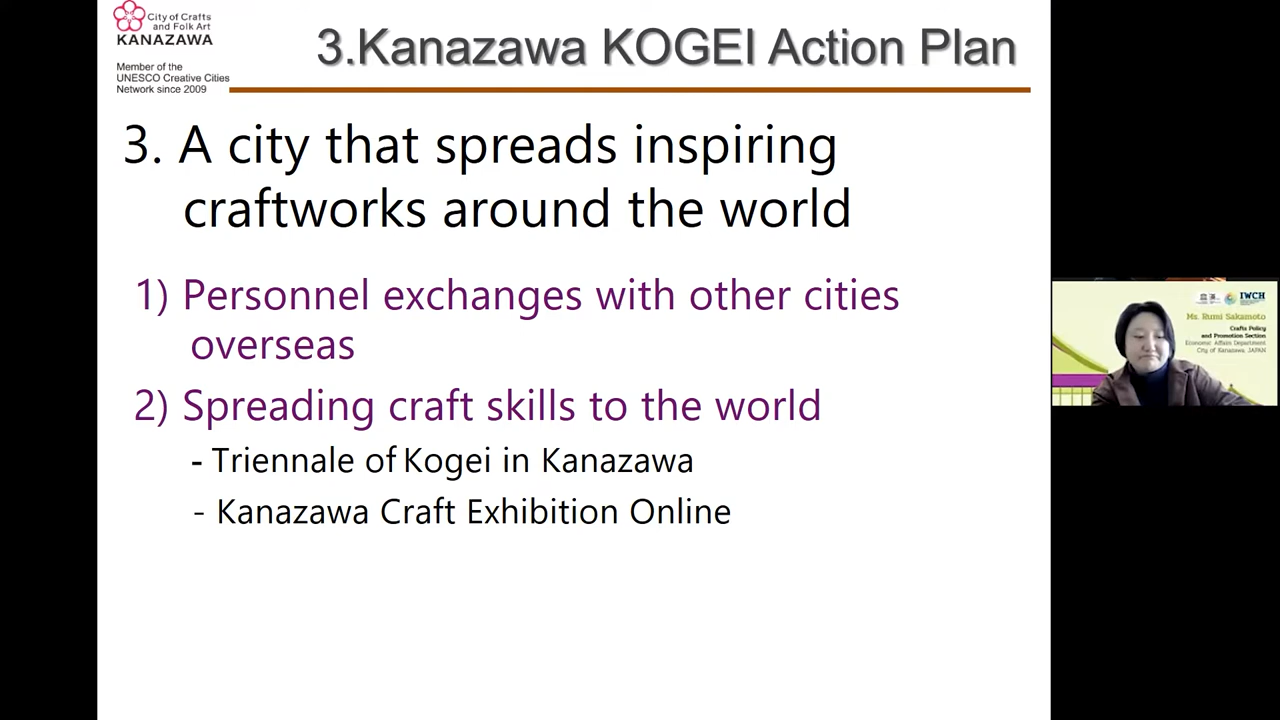 City of Crafts
and Folk Art
KANAZAWA
Member of the
UNESCO Creative Cities
Network since 2009
3.Kanazawa KOGEI Action Plan
3. A city that spreads inspiring
craftworks around the world
1) Personnel exchanges with other cities
overseas
2) Spreading craft skills to the world
- Triennale of Kogei in Kanazawa
- Kanazawa Craft Exhibition Online
IWCH
Ms. Rumi Sakamoto
Crafts Policy
and Promotion Section
Economic Affairs Department
City of Kanazawa, JAPAN